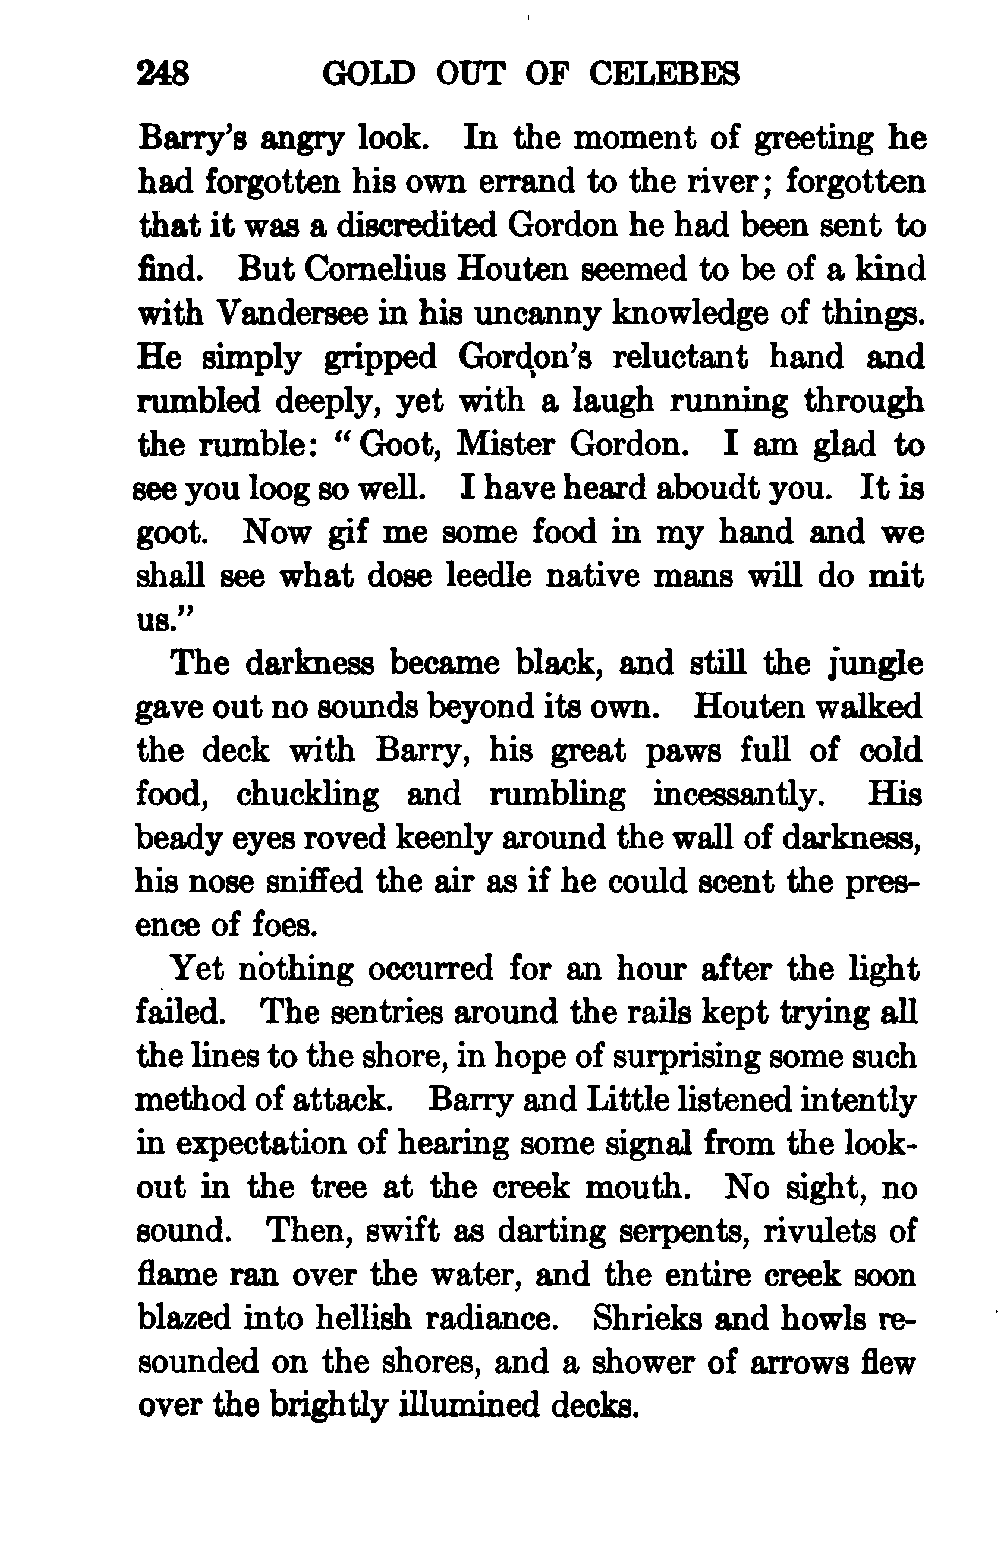 248 GOLD OUT OF CELEBES
Barry's angry look. In the moment of greeting he
had forgotten his own errand to the river; forgotten
that it was a discredited Gordon he had been sent to
find. But Cornelius Houten seemed to be of a kind
with Vandersee in his uncanny knowledge of things.
He simply gripped Gordon's reluctant hand and
rumbled deeply, yet with a laugh running through
the rumble: "Goot, Mister Gordon. I am glad to
see you loog so well. I have heard aboudt you. It is
goot. Now gif me some food in my hand and we
shall see what dose leedle native mans will do mit
us."
The darkness became black, and still the jungle
gave out no sounds beyond its own. Houten walked
the deck with Barry, his great paws full of cold
food, chuckling and rumbling incessantly. His
beady eyes roved keenly around the wall of darkness,
his nose sniffed the air as if he could scent the pres-
ence of foes.
Yet nothing occurred for an hour after the light
failed. The sentries around the rails kept trying all
the lines to the shore, in hope of surprising some such
method of attack. Barry and Little listened intently
in expectation of hearing some signal from the look-
out in the tree at the creek mouth. No sight, no
sound. Then, swift as darting serpents, rivulets of
flame ran over the water, and the entire creek soon
blazed into hellish radiance. Shrieks and howls re-
sounded on the shores, and a shower of arrows flew
over the brightly illumined decks.